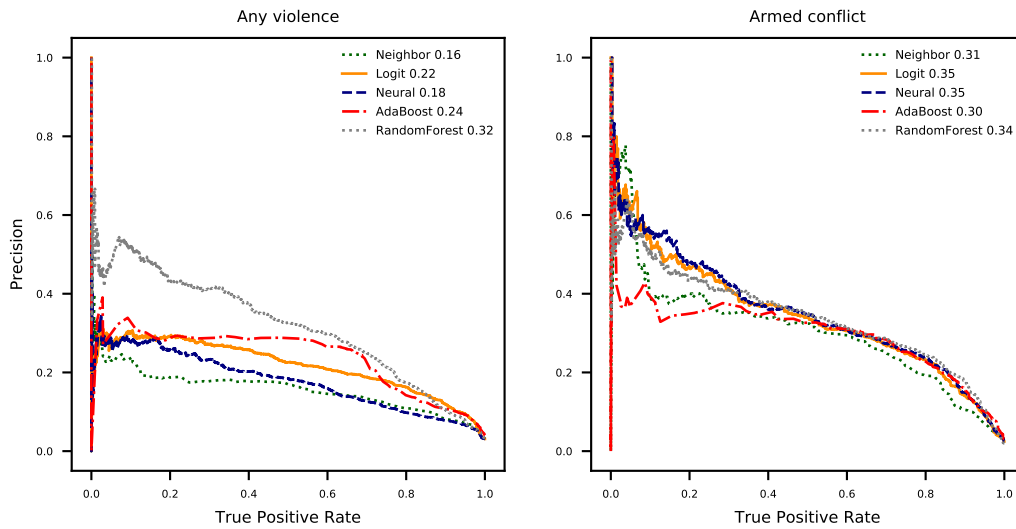 Any violence
Neighbor 0.16
Logit 0.22
Neural 0.18
AdaBoost 0.24
RandomForest 0.32
Precision
1.0
0.8
0.6
0.4
0.2
0.0
0.0 0.2 0.4 0.6 0.8 1.0
True Positive Rate
Armed conflict
Neighbor 0.31
Logit 0.35
Neural 0.35
AdaBoost 0.30
RandomForest 0.34
1.0
0.8
0.6
0.4
0.2
0.0
0.0 0.2 0.4 0.6 0.8 1.0
True Positive Rate